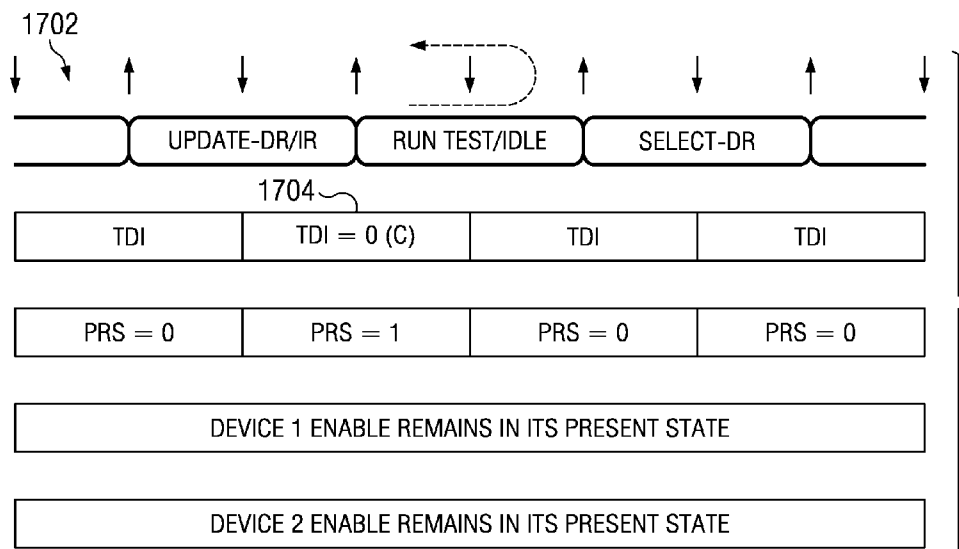 1702
UPDATE-DR/IR RUN TEST/IDLE SELECT-DR
1704
TDI TDI = 0 (C) TDI TDI
PRS = 0 PRS = 1 PRS = 0 PRS = 0
DEVICE 1 ENABLE REMAINS IN ITS PRESENT STATE
DEVICE 2 ENABLE REMAINS IN ITS PRESENT STATE